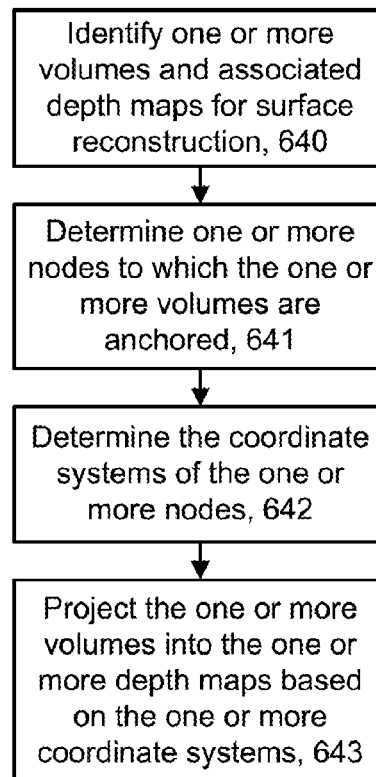 Identify one or more
volumes and associated
depth maps for surface
reconstruction, 640
Determine one or more
nodes to which the one or
more volumes are
anchored, 641
Determine the coordinate
systems of the one or
more nodes, 642
Project the one or more
volumes into the one or
more depth maps based
on the one or more
coordinate systems, 643